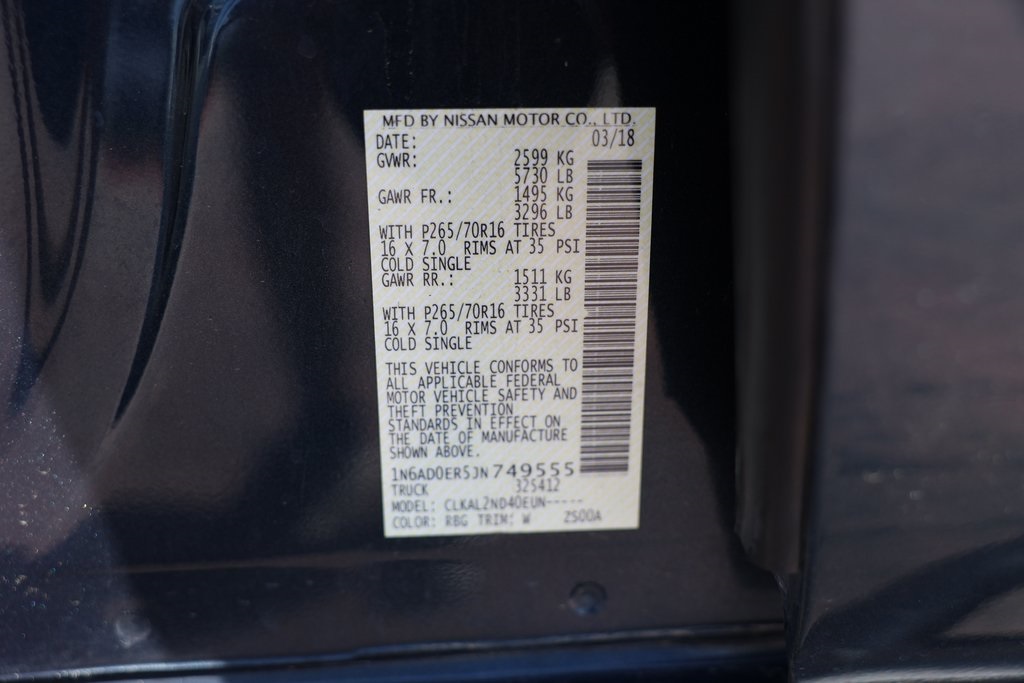 MFD BY NISSAN MOTOR CO., LTD.
DATE: 03/18
GVWR: 2599 KG
5730 LB
GAWR FR.: 1495 KG
3296 LB
WITH P265/70R16 TIRES
16 X 7.0 RIMS AT 35 PSI
COLD SINGLE
GAWR RR.: 1511 KG
3331 LB
WITH P265/70R16 TIRES
16 X 7.0 RIMS AT 35 PSI
COLD SINGLE
THIS VEHICLE CONFORMS TO
ALL APPLICABLE FEDERAL
MOTOR VEHICLE SAFETY AND
THEFT PREVENTION
STANDARDS IN EFFECT ON
THE DATE OF MANUFACTURE
SHOWN ABOVE.
1N6AD0ER5JN749555
TRUCK 325412
MODEL: CLKAL2ND40EUN-----
COLOR: RBG TRIM: W ZS00A